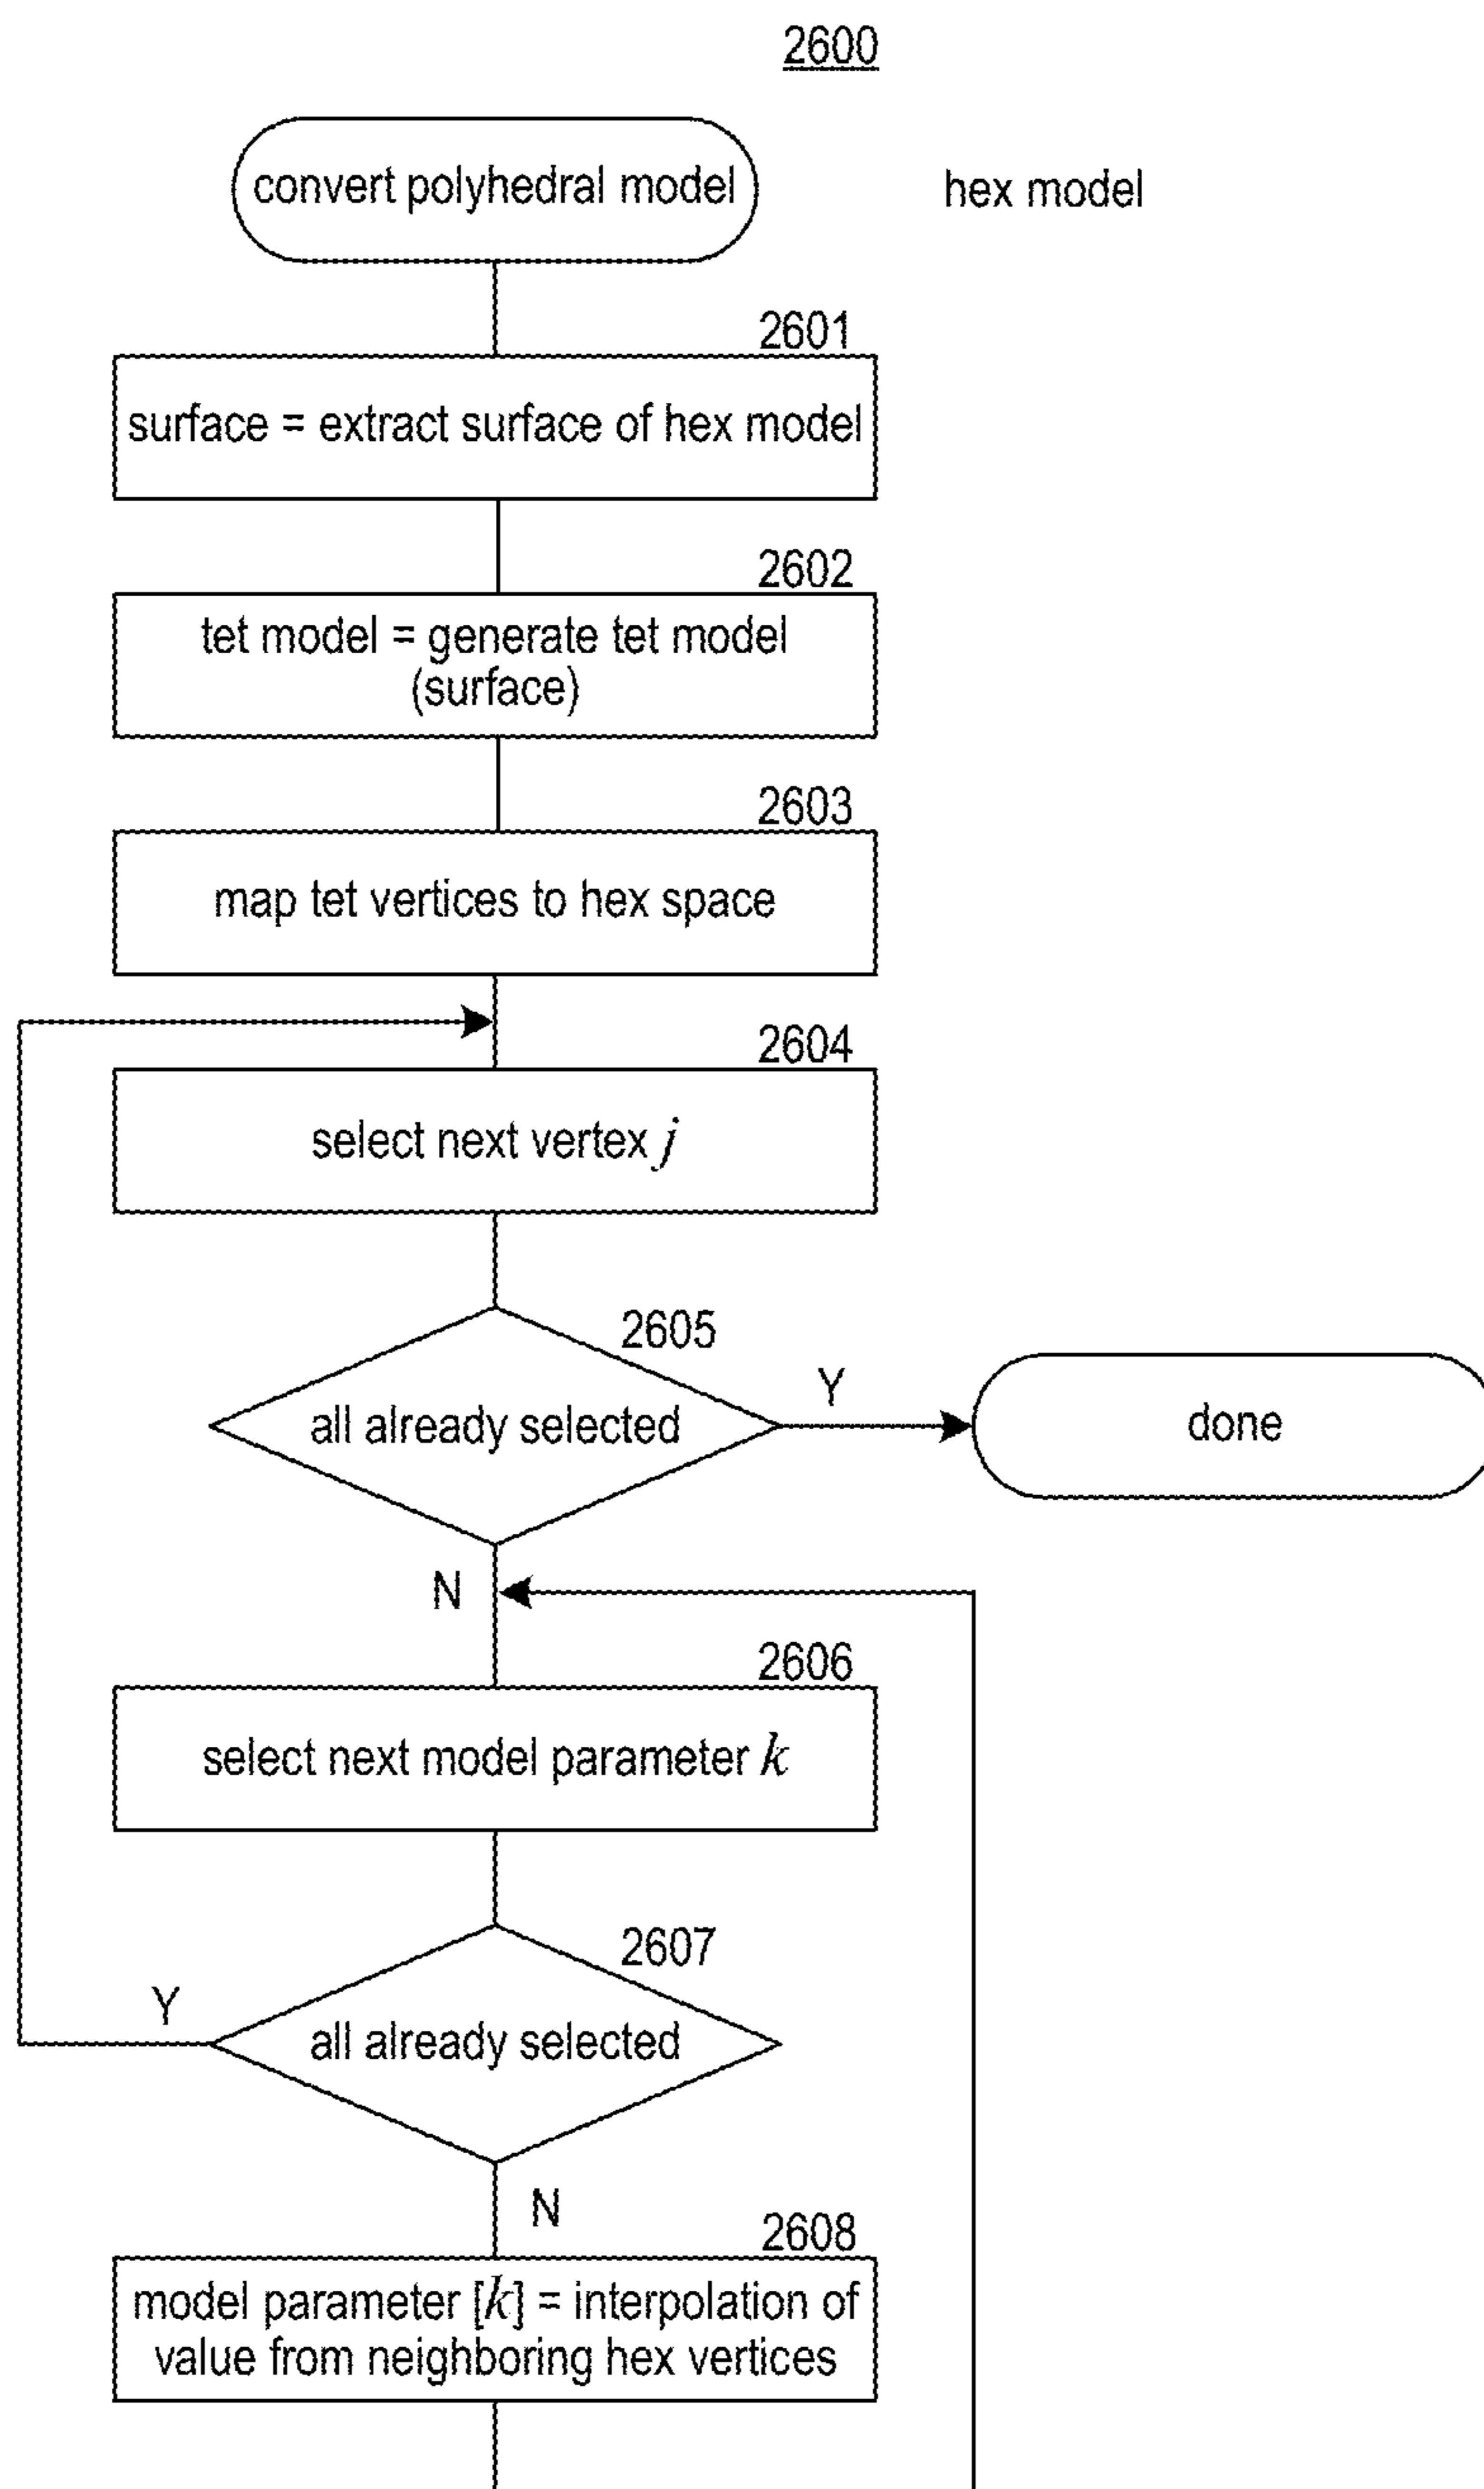 2600
convert polyhedral model
hex model
2601
surface = extract surface of hex model
2602
tet model = generate tet model
(surface)
2603
map tet vertices to hex space
2604
select next vertex j
2605
all already selected
Y
done
N
2606
select next model parameter k
2607
Y
all already selected
N
2608
model parameter [k] = interpolation of
value from neighboring hex vertices